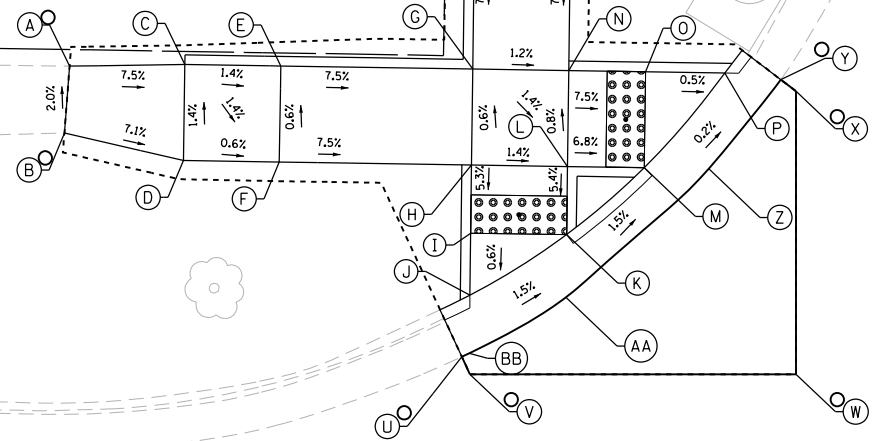 G
N
O
A
C
E
Y
1.2%
7.5%
1.4%
7.5%
7.5%
0.5%
2.0%
1.4%
1.4%
0.6%
0.6%
1.4%
0.8%
L
7.1%
0.6%
7.5%
1.4%
6.8%
0.2%
P
X
B
D
F
5.3%
5.4%
H
M
Z
I
1.5%
0.6%
J
K
1.5%
AA
BB
U
V
W